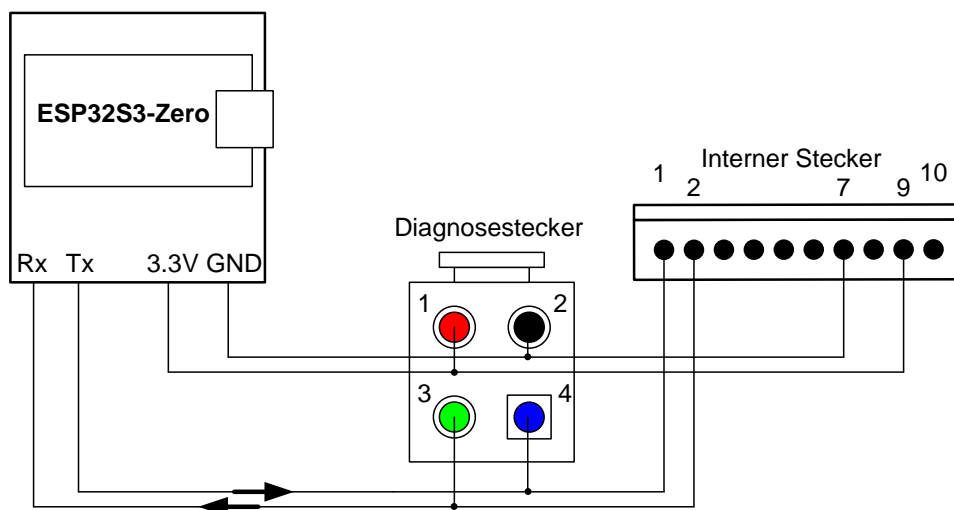 ESP32S3-Zero
Rx Tx 3.3V GND
Diagnosestecker
1 2
3 4
Interner Stecker
1 2 7 9 10